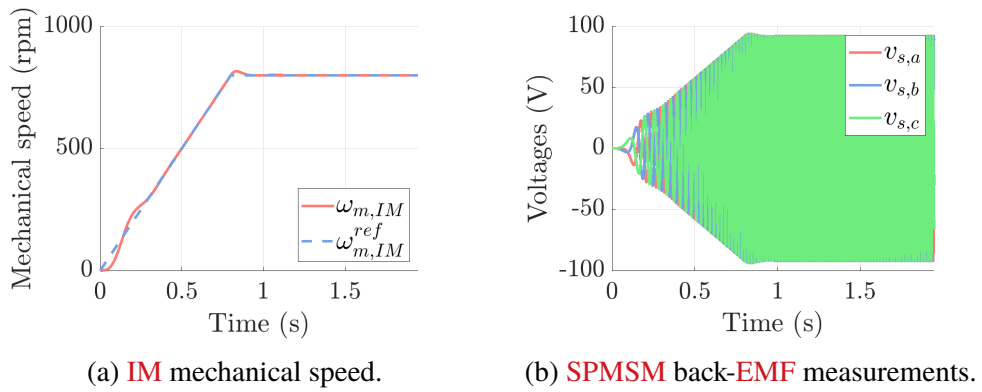 1000
500
0
0 0.5 1 1.5
Mechanical speed (rpm)
Time (s)
ω_{m,IM}
ω_{m,IM}^{ref}
(a) IM mechanical speed.
100
50
0
-50
-100
0 0.5 1 1.5
Voltages (V)
Time (s)
v_{s,a}
v_{s,b}
v_{s,c}
(b) SPMSM back-EMF measurements.